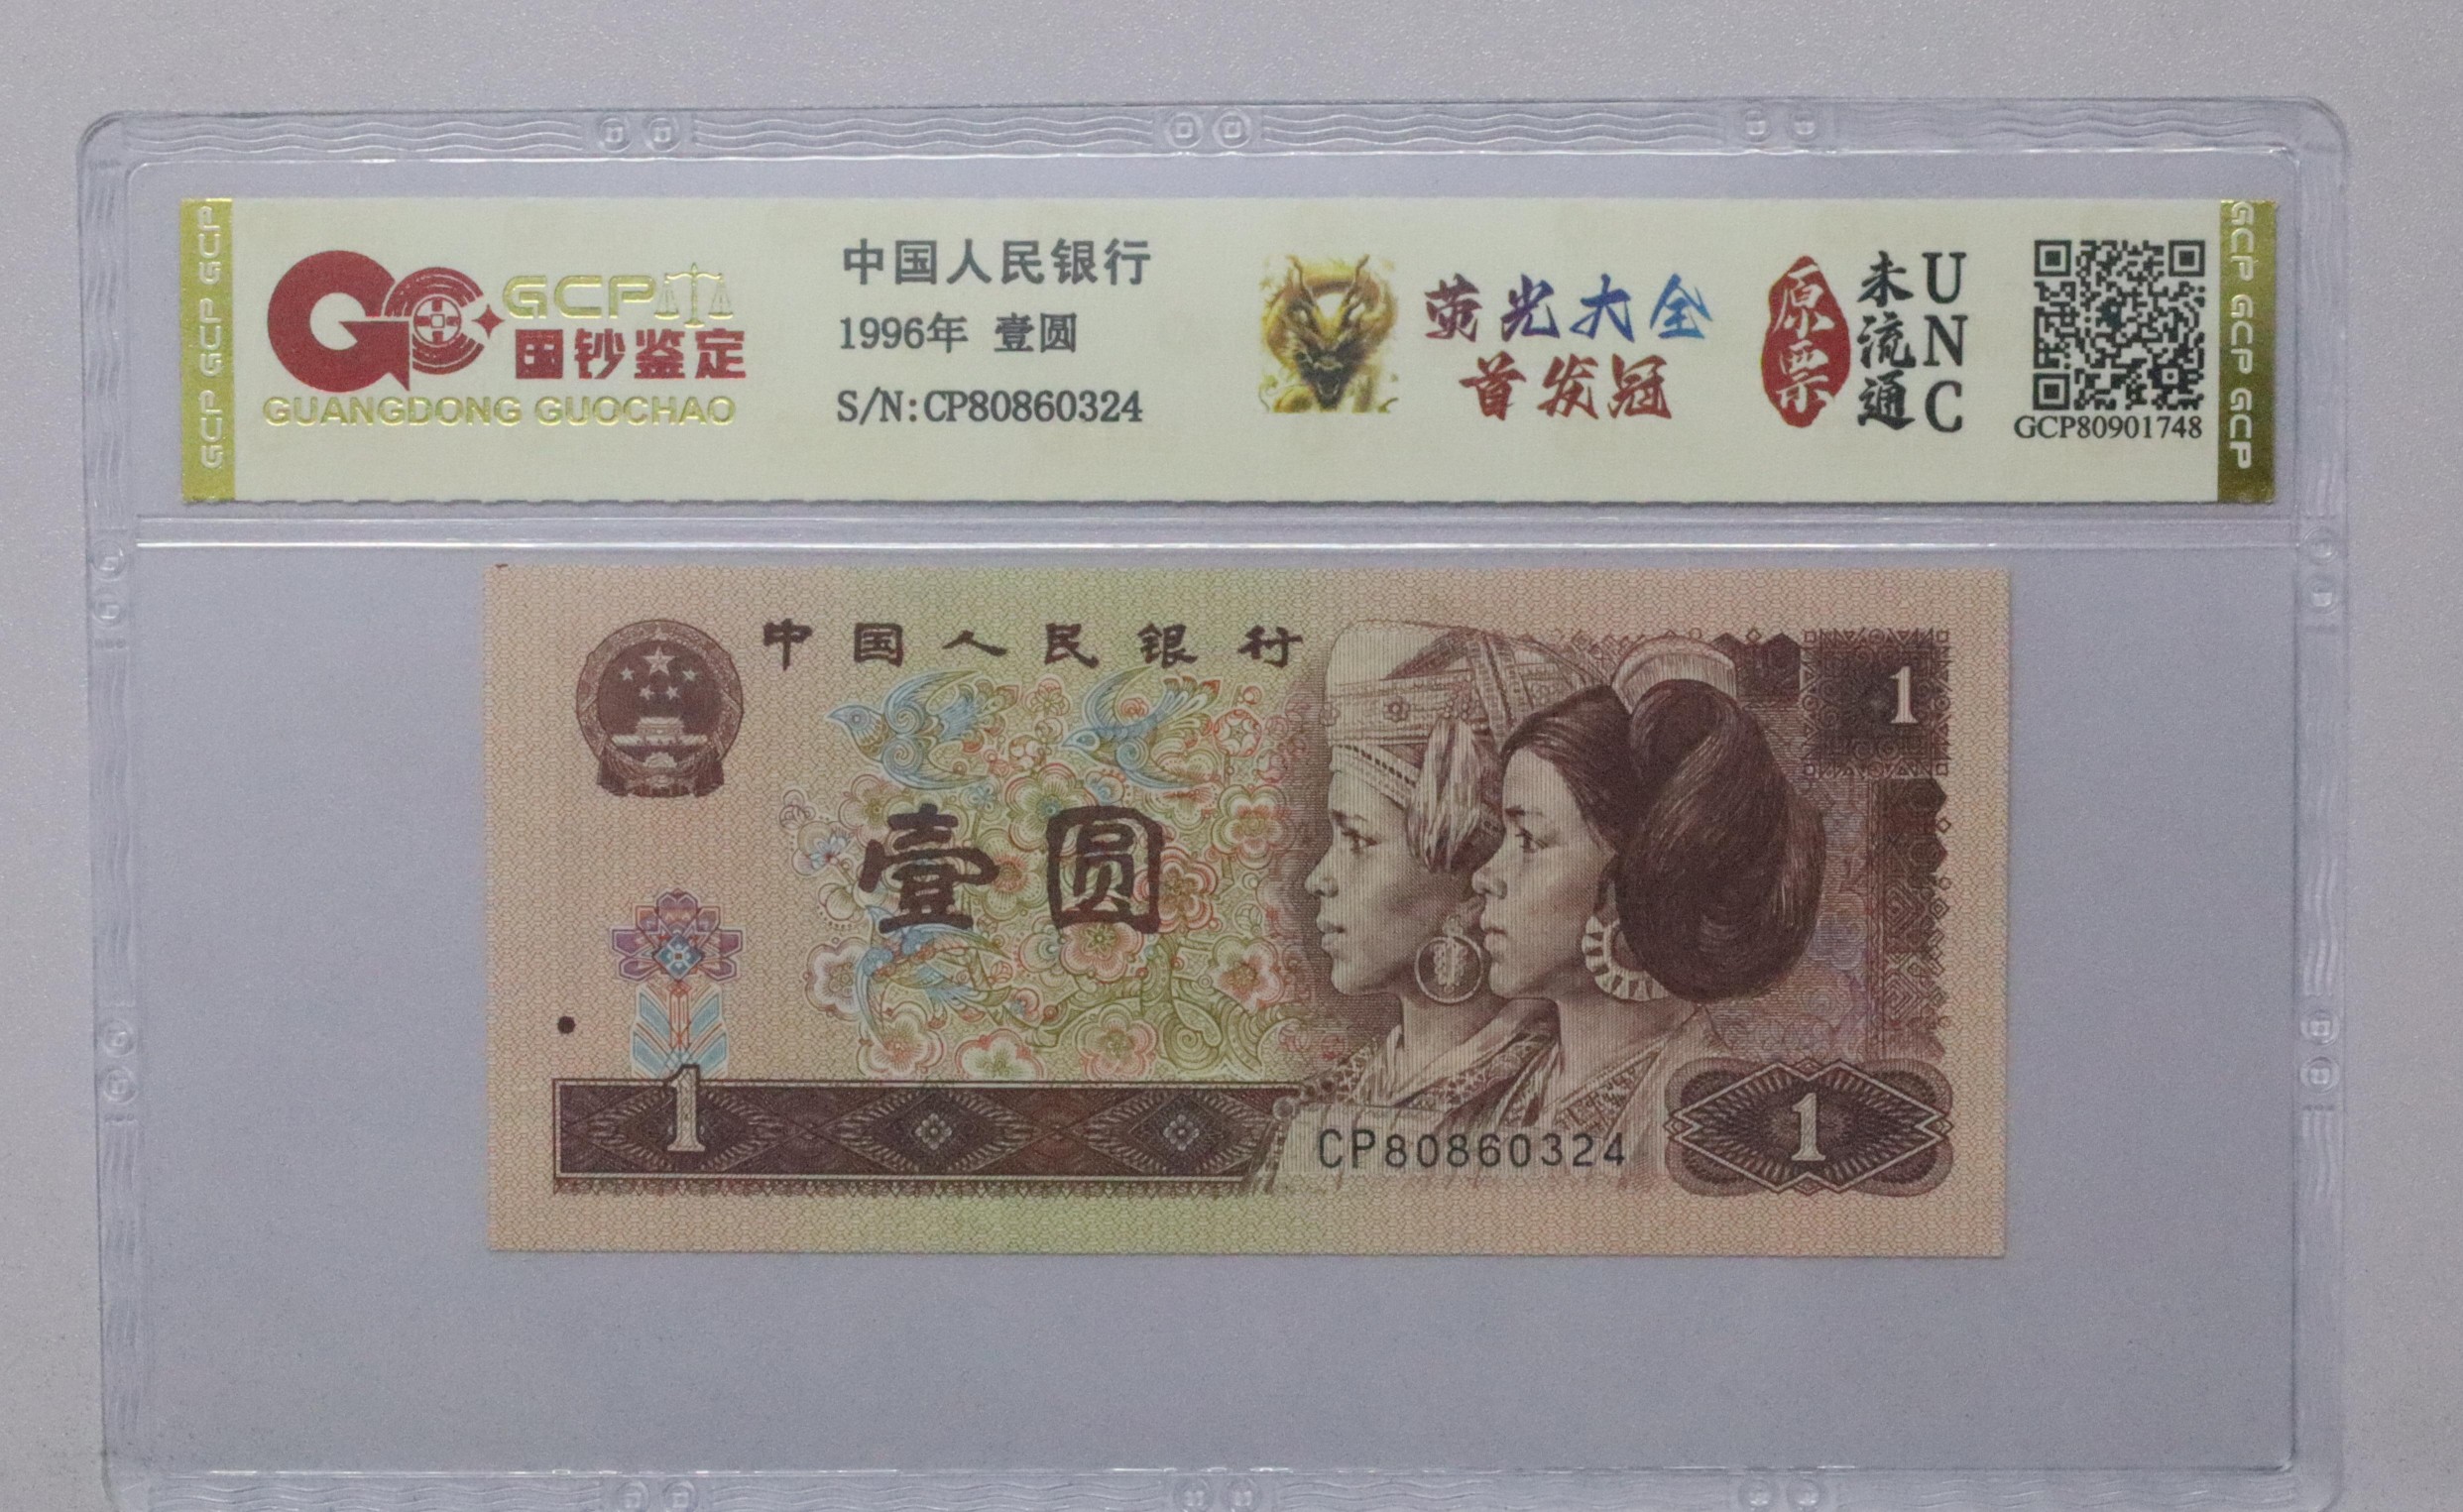 GCP GCP GCP
GCP
国钞鉴定
GUANGDONG GUOCHAO
中国人民银行
1996年 壹圆
S/N:CP80860324
荧光大全
首发冠
原票
未流通
UNC
GCP80901748
GCP GCP GCP
中国人民银行
1
壹圆
1
CP80860324
1